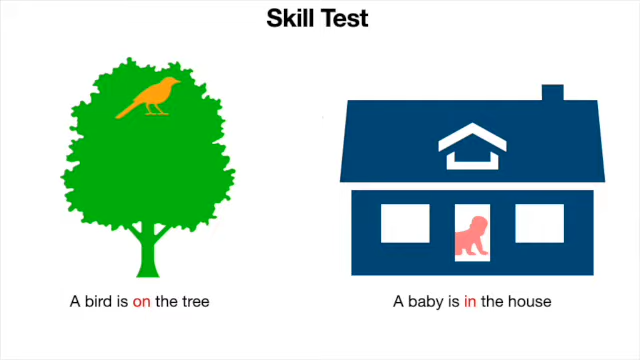 Skill Test
A bird is on the tree
A baby is in the house